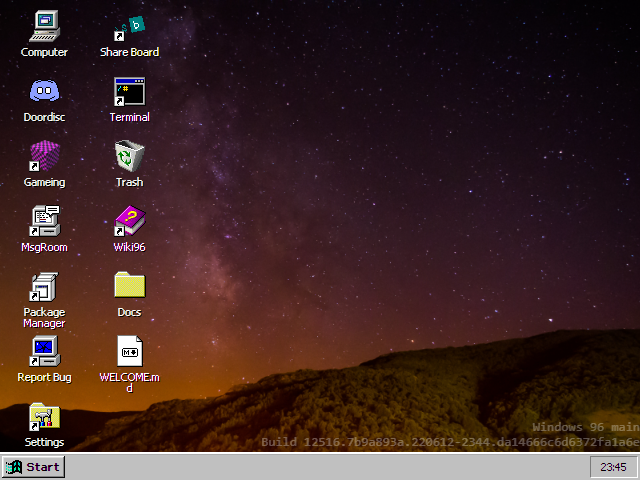 Computer
Share Board
Doordisc
Terminal
Gameing
Trash
MsgRoom
Wiki96
Package
Manager
Docs
Report Bug
WELCOME.m
d
Settings
Windows 96 main
Build 12516.7b9a893a.220612-2344.da14666c6d6372fa1a6e
Start
23:45